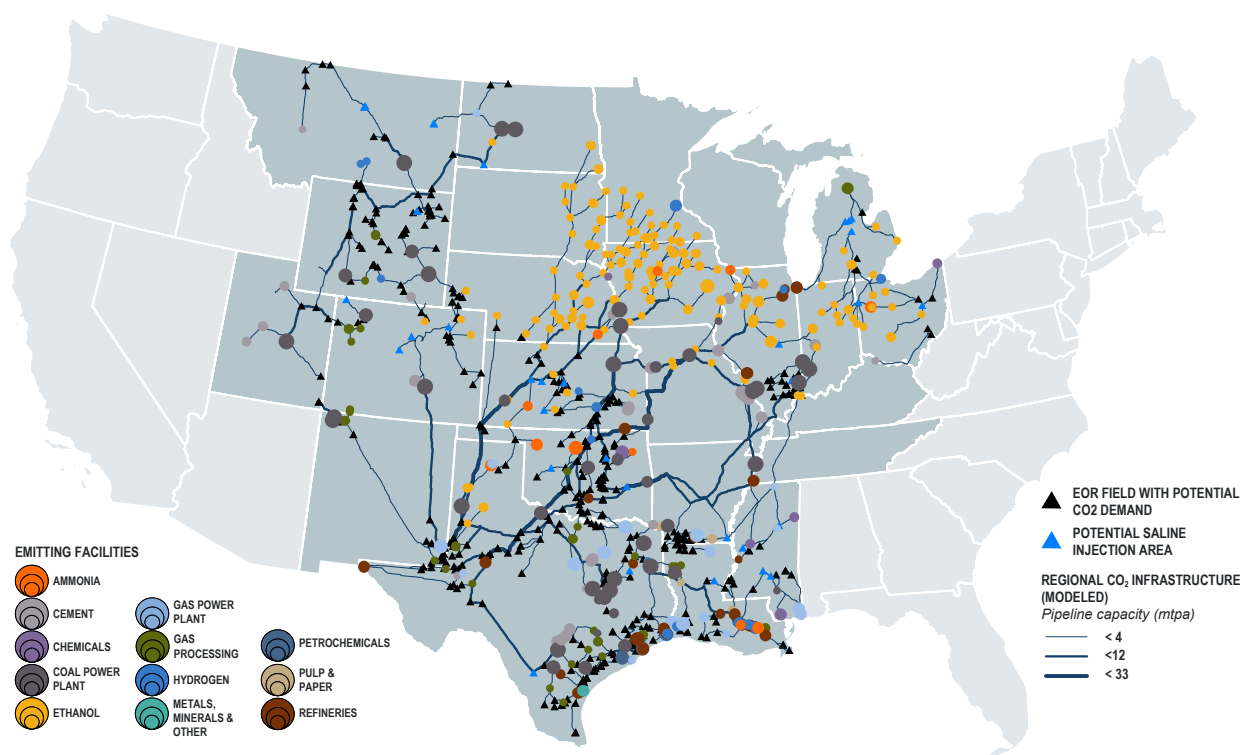 EMITTING FACILITIES
AMMONIA
CEMENT
CHEMICALS
COAL POWER
PLANT
ETHANOL
GAS POWER
PLANT
GAS
PROCESSING
HYDROGEN
METALS,
MINERALS &
OTHER
PETROCHEMICALS
PULP &
PAPER
REFINERIES
EOR FIELD WITH POTENTIAL
CO2 DEMAND
POTENTIAL SALINE
INJECTION AREA
REGIONAL CO₂ INFRASTRUCTURE
(MODELED)
Pipeline capacity (mtpa)
< 4
<12
< 33